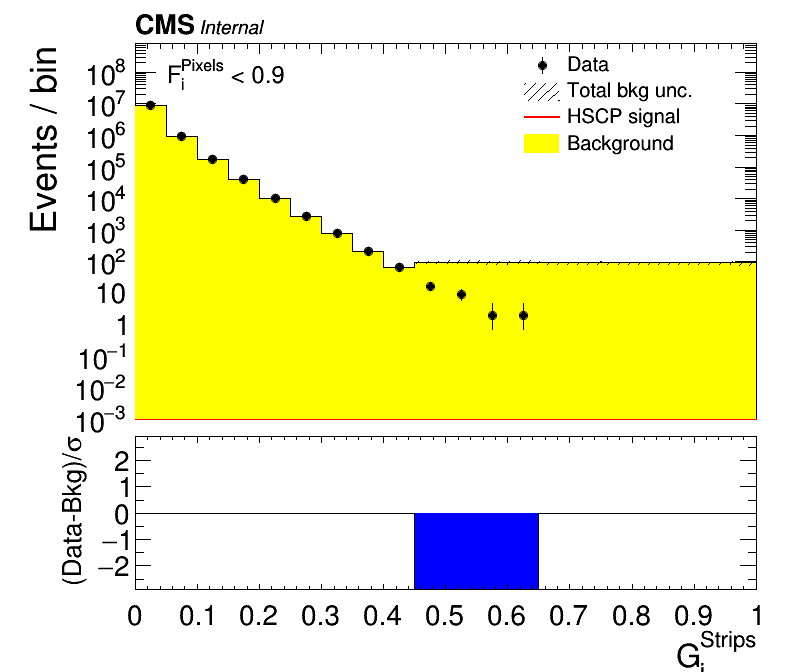 CMS Internal
Events / bin
F_i^Pixels < 0.9
Data
Total bkg unc.
HSCP signal
Background
10^8
10^7
10^6
10^5
10^4
10^3
10^2
10
1
10^−1
10^−2
10^−3
(Data-Bkg)/σ
2
1
0
−1
−2
0 0.1 0.2 0.3 0.4 0.5 0.6 0.7 0.8 0.9 1
G_i^Strips